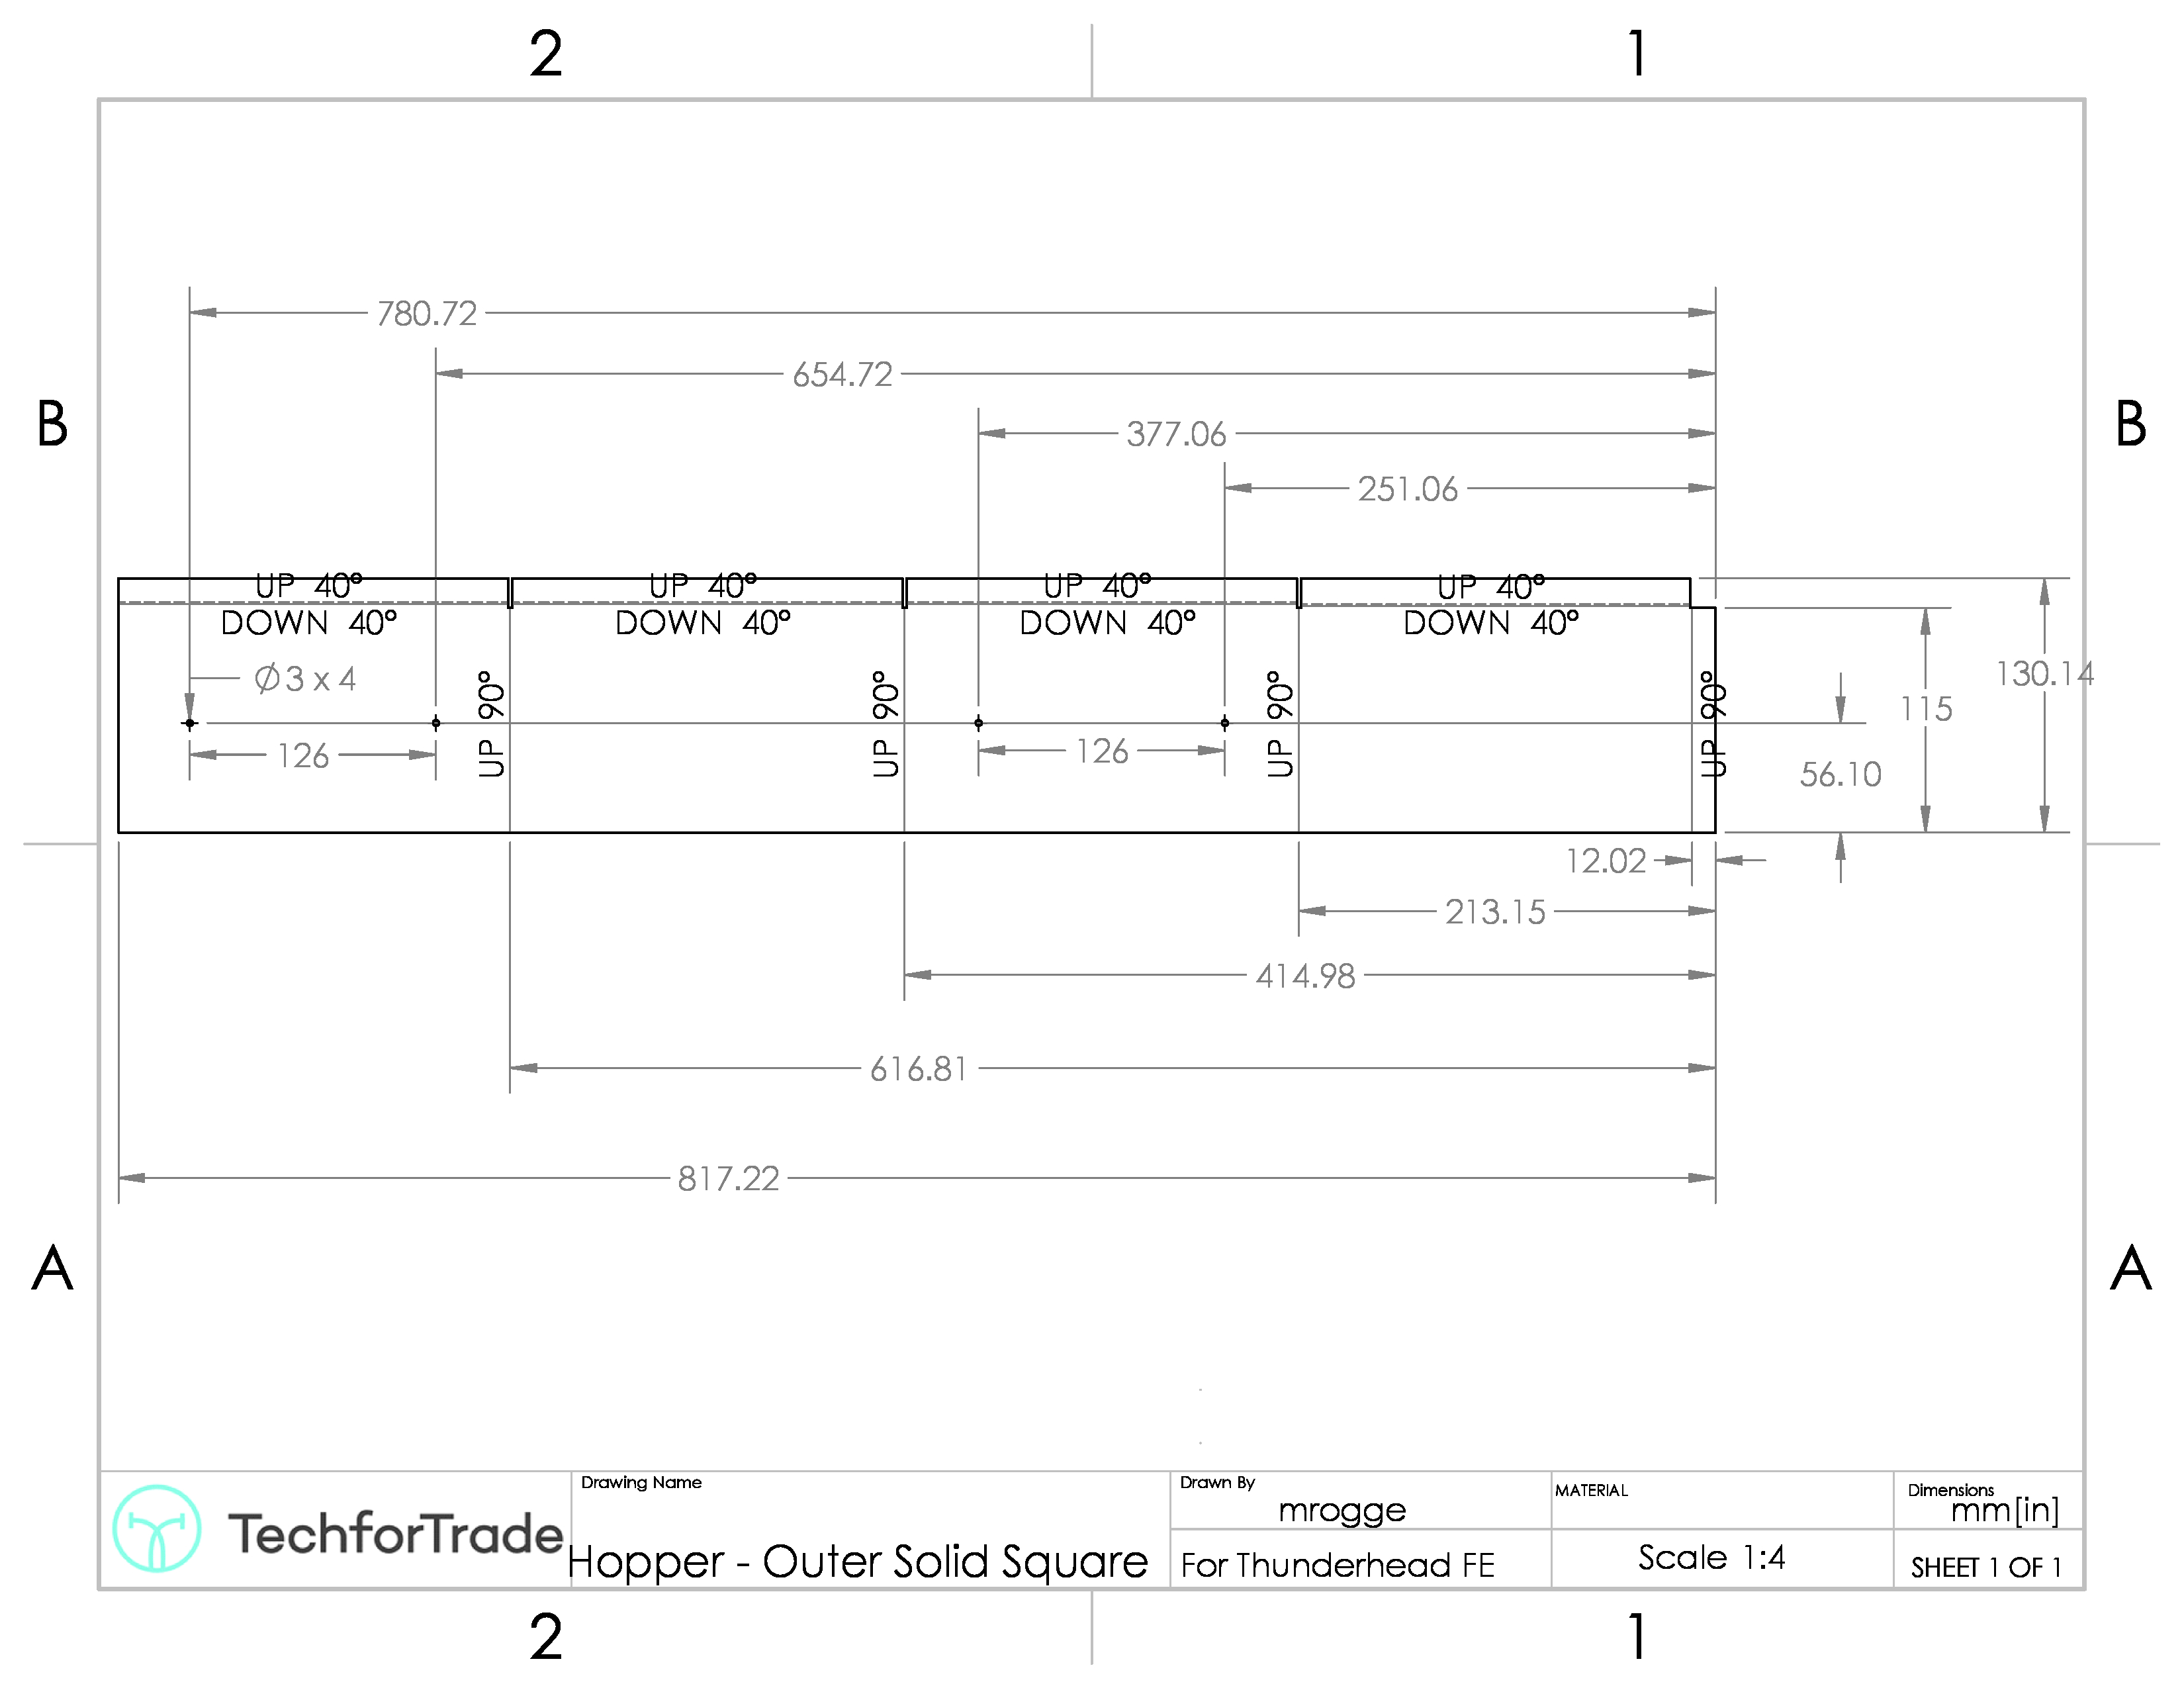 2 1
780.72
654.72
B B
377.06
251.06
UP 40° UP 40° UP 40° UP 40°
DOWN 40° DOWN 40° DOWN 40° DOWN 40°
Ø3 x 4
UP 90° UP 90° UP 90° UP 90°
130.14
115
126 126
56.10
12.02
213.15
414.98
616.81
817.22
A A
TechforTrade
Drawing Name
Hopper - Outer Solid Square
Drawn By
mrogge
For Thunderhead FE
MATERIAL
Scale 1:4
Dimensions
mm[in]
SHEET 1 OF 1
2 1